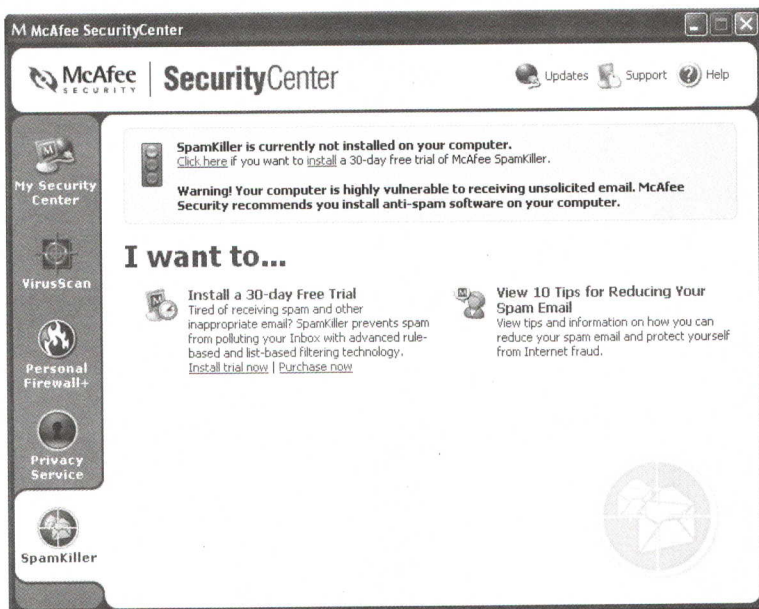 M McAfee SecurityCenter
McAfee SECURITY | SecurityCenter
Updates Support Help
My Security Center
VirusScan
Personal Firewall+
Privacy Service
SpamKiller
SpamKiller is currently not installed on your computer.
Click here if you want to install a 30-day free trial of McAfee SpamKiller.
Warning! Your computer is highly vulnerable to receiving unsolicited email. McAfee
Security recommends you install anti-spam software on your computer.
I want to...
Install a 30-day Free Trial
Tired of receiving spam and other
inappropriate email? SpamKiller prevents spam
from polluting your Inbox with advanced rule-
based and list-based filtering technology.
Install trial now | Purchase now
View 10 Tips for Reducing Your
Spam Email
View tips and information on how you can
reduce your spam email and protect yourself
from Internet fraud.